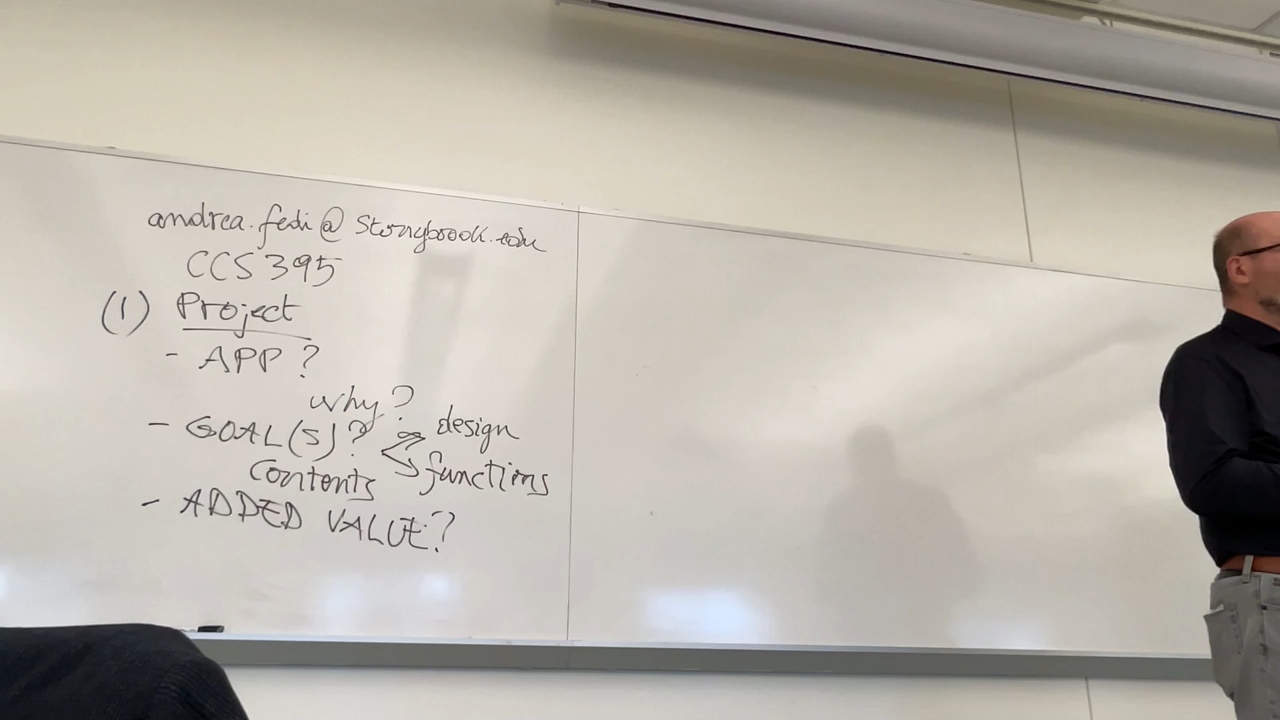 andrea.fedi@stonybrook.edu
CCS 395
(1) Project
- APP?
why?
- GOAL(S)? design
functions
contents
- ADDED VALUE?